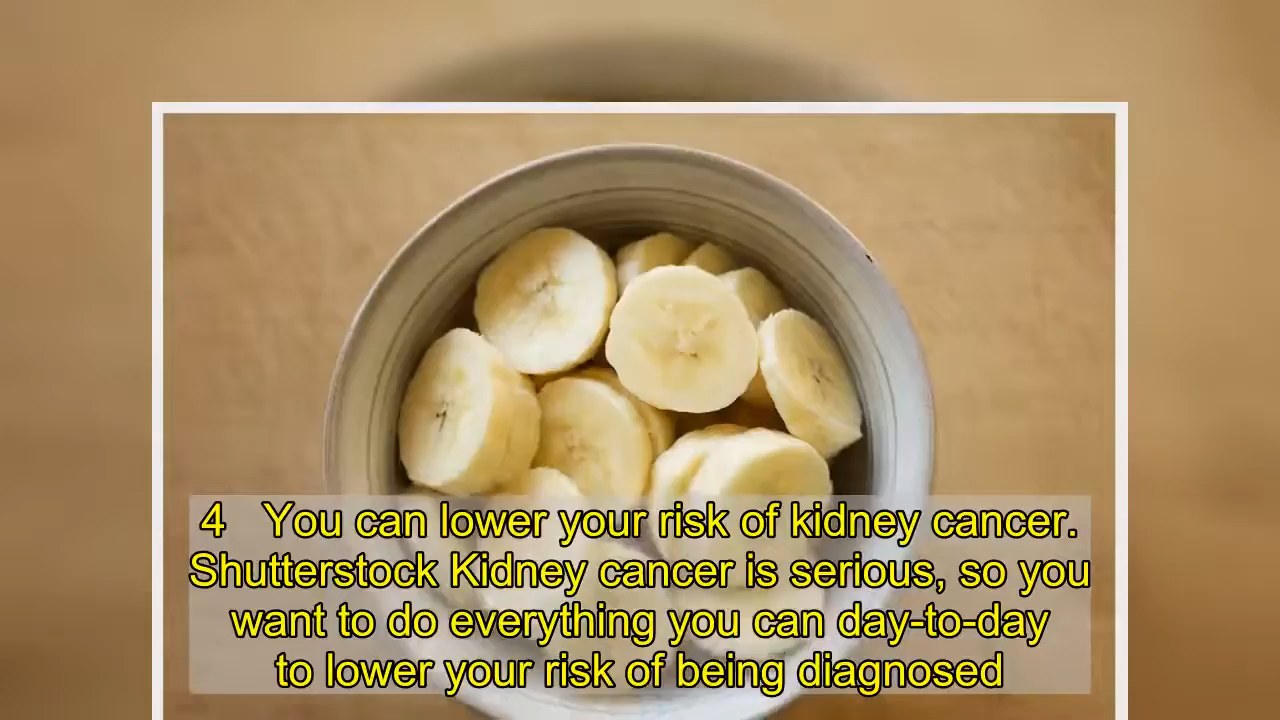 4 You can lower your risk of kidney cancer.
Shutterstock Kidney cancer is serious, so you
want to do everything you can day-to-day
to lower your risk of being diagnosed